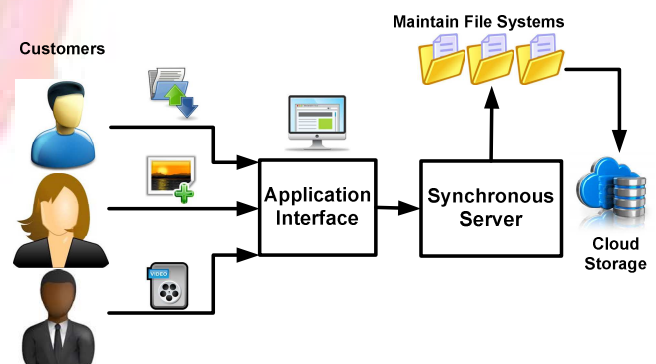 Maintain File Systems
Customers
VIDEO
Application
Interface
Synchronous
Server
Cloud
Storage